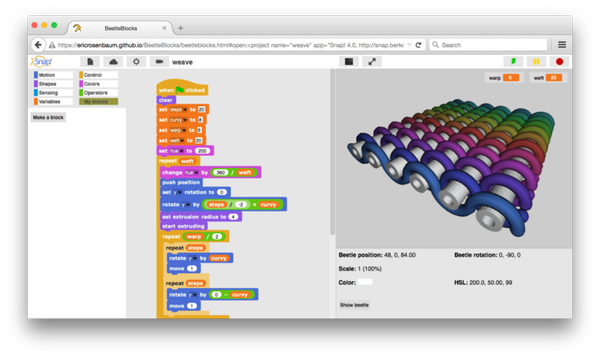 BeetleBlocks
https://ericrosenbaum.github.io/BeetleBlocks/beetleblocks.html#open:<project name="weave" app="Snap! 4.0, http://snap.berke
Search
Snap!
weave
Motion
Control
Shapes
Colors
Sensing
Operators
Variables
My blocks
Make a block
when clicked
clear
set steps to 20
set curvy to 8
set warp to 6
set weft to 20
set hue to 200
repeat weft
change hue by 360 / weft
push position
set y rotation to 0
rotate y by steps / -2 × curvy
set extrusion radius to 4
start extruding
repeat warp / 2
repeat steps
rotate y by curvy
move 1
repeat steps
rotate y by 0 - curvy
move 1
warp 6
weft 20
Beetle position: 48, 0, 84.00
Beetle rotation: 0, -90, 0
Scale: 1 (100%)
Color:
HSL: 200.0, 50.00, 99
Show beetle